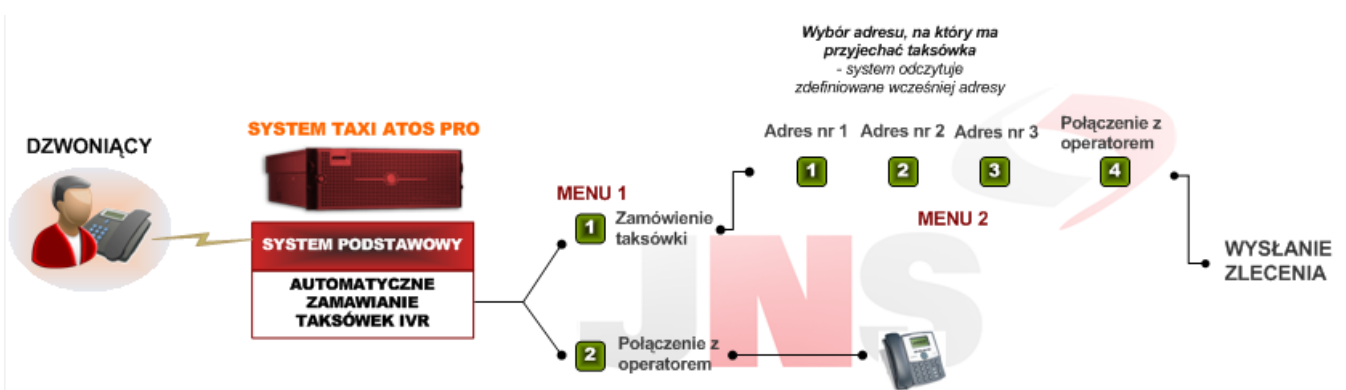 DZWONIĄCY
SYSTEM TAXI ATOS PRO
SYSTEM PODSTAWOWY
AUTOMATYCZNE
ZAMAWIANIE
TAKSÓWEK IVR
MENU 1
1 Zamówienie
taksówki
2 Połączenie z
operatorem
Wybór adresu, na który ma
przyjechać taksówka
- system odczytuje
zdefiniowane wcześniej adresy
Adres nr 1
Adres nr 2
Adres nr 3
Połączenie z
operatorem
1
2
3
4
MENU 2
WYSŁANIE
ZLECENIA
JNS